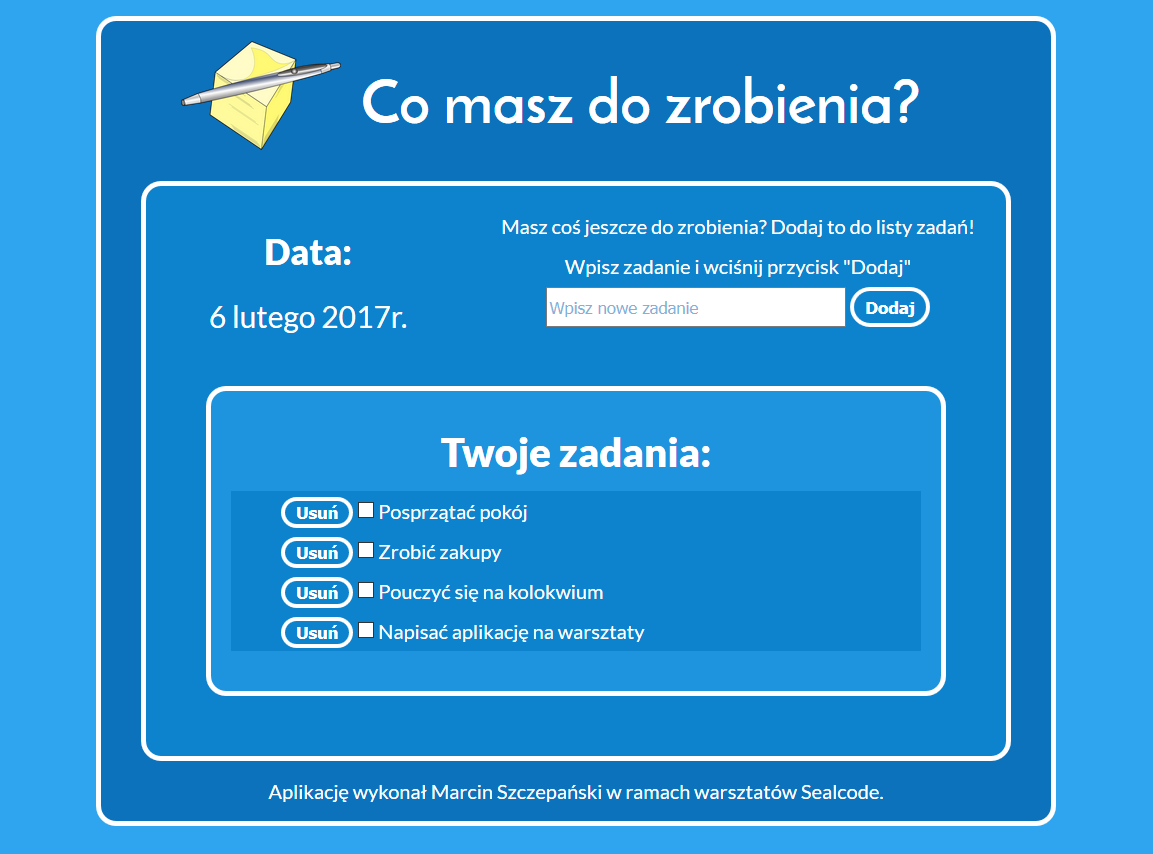 Co masz do zrobienia?
Data:
6 lutego 2017r.
Masz coś jeszcze do zrobienia? Dodaj to do listy zadań!
Wpisz zadanie i wciśnij przycisk "Dodaj"
Wpisz nowe zadanie Dodaj
Twoje zadania:
Usuń Posprzątać pokój
Usuń Zrobić zakupy
Usuń Pouczyć się na kolokwium
Usuń Napisać aplikację na warsztaty
Aplikację wykonał Marcin Szczepański w ramach warsztatów Sealcode.